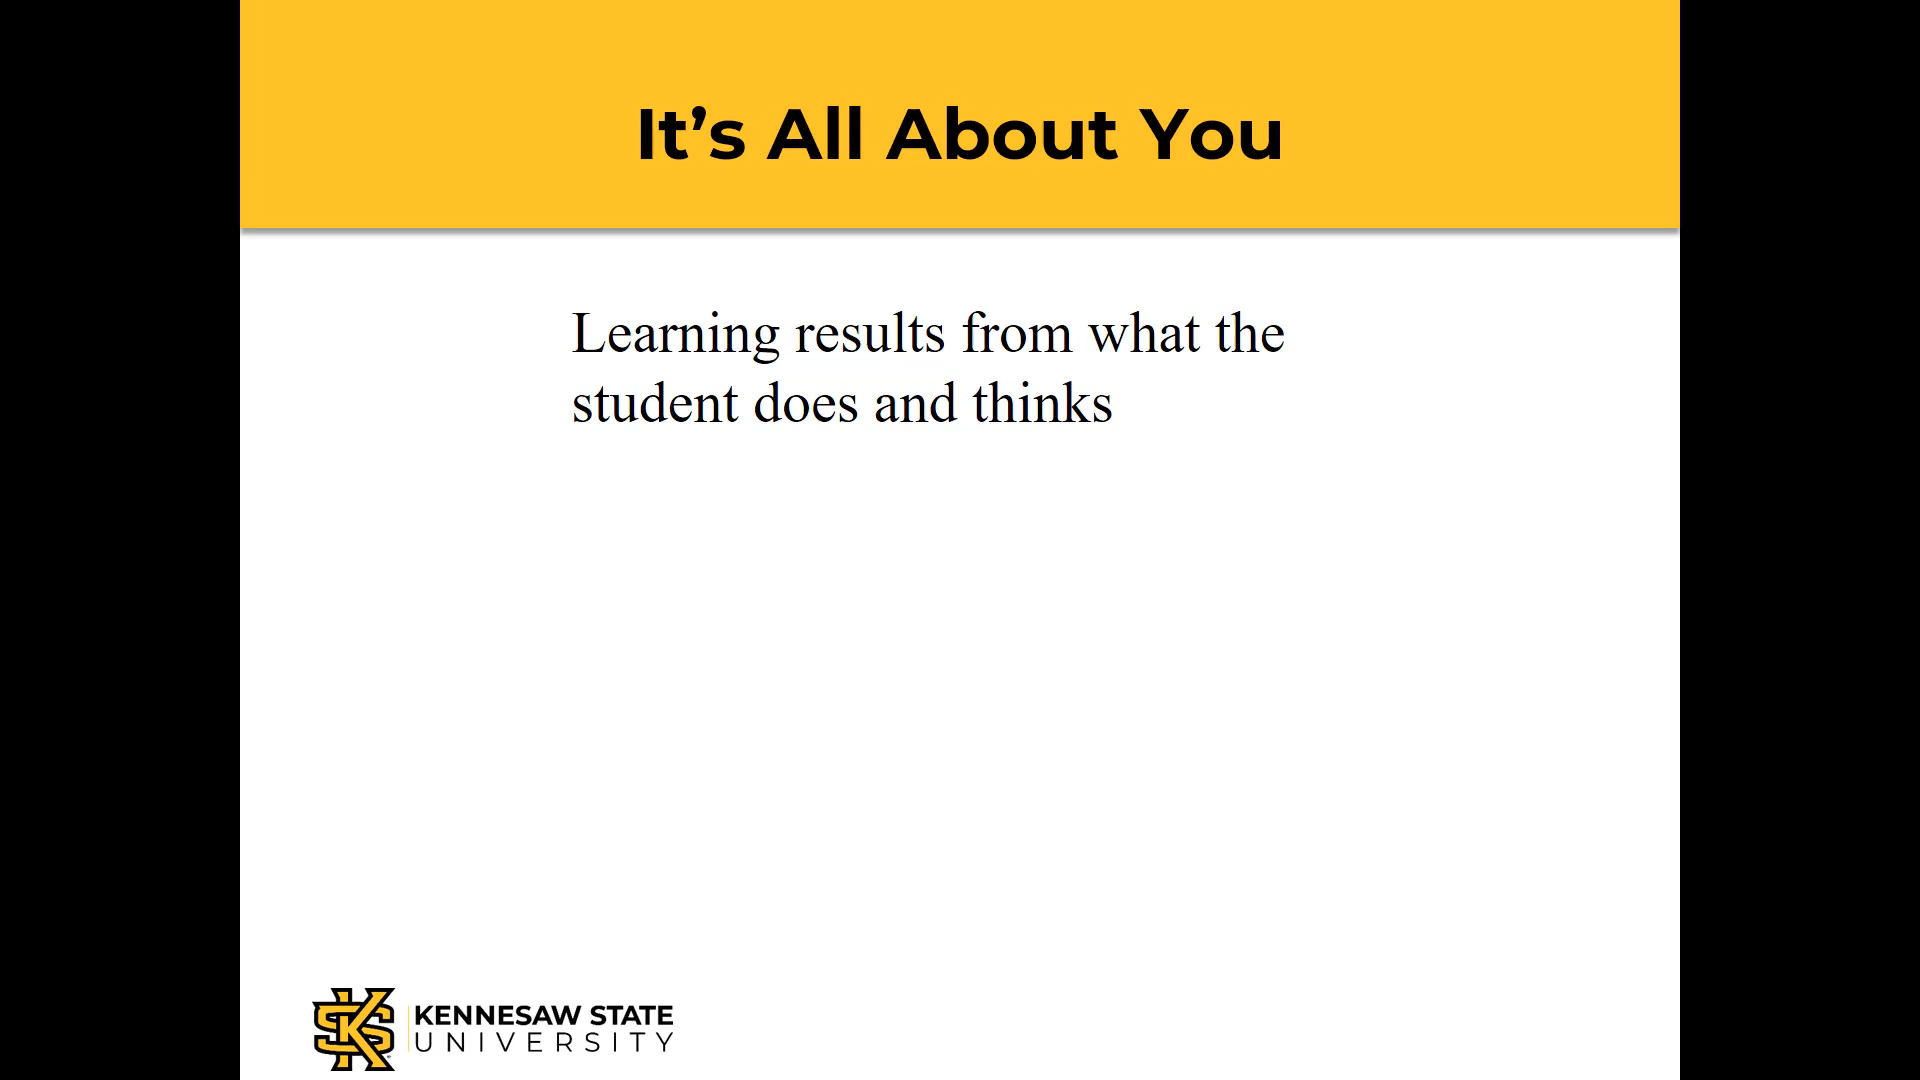 It’s All About You
Learning results from what the
student does and thinks
KENNESAW STATE
UNIVERSITY